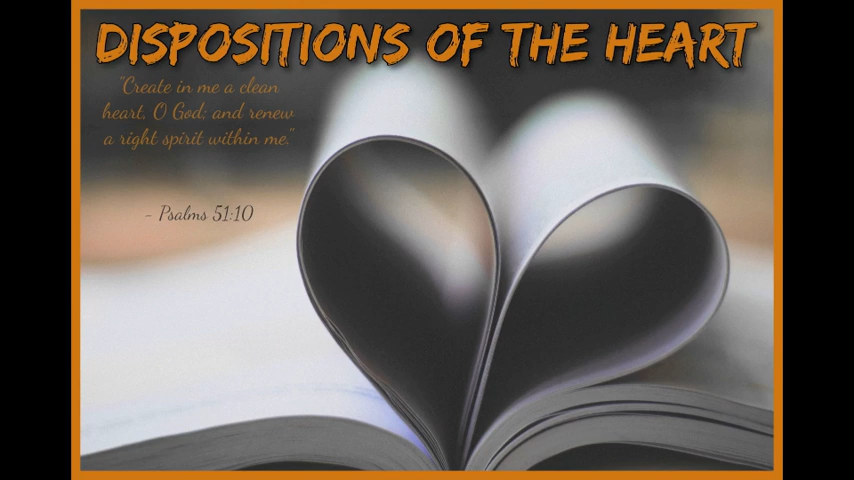 DISPOSITIONS OF THE HEART
"Create in me a clean
heart, O God; and renew
a right spirit within me."
- Psalms 51:10